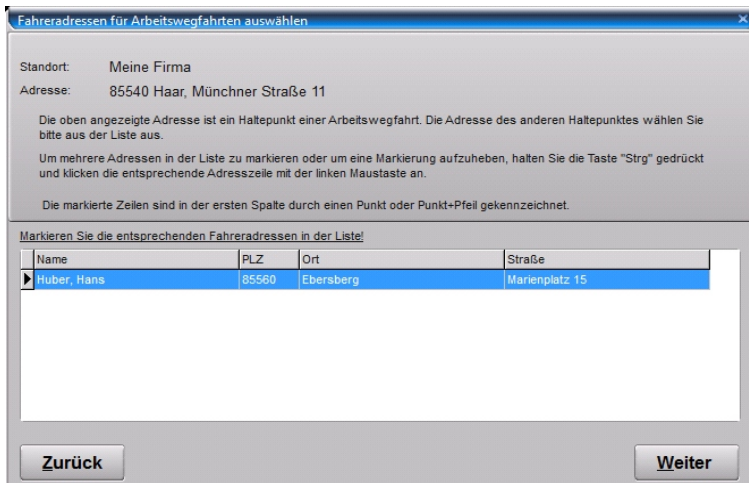 Fahreradressen für Arbeitswegfahrten auswählen
Standort: Meine Firma
Adresse: 85540 Haar, Münchner Straße 11
Die oben angezeigte Adresse ist ein Haltepunkt einer Arbeitswegfahrt. Die Adresse des anderen Haltepunktes wählen Sie
bitte aus der Liste aus.
Um mehrere Adressen in der Liste zu markieren oder um eine Markierung aufzuheben, halten Sie die Taste "Strg" gedrückt
und klicken die entsprechende Adresszeile mit der linken Maustaste an.
Die markierte Zeilen sind in der ersten Spalte durch einen Punkt oder Punkt+Pfeil gekennzeichnet.
Markieren Sie die entsprechenden Fahreradressen in der Liste!
Name PLZ Ort Straße
Huber, Hans 85560 Ebersberg Marienplatz 15
Zurück Weiter